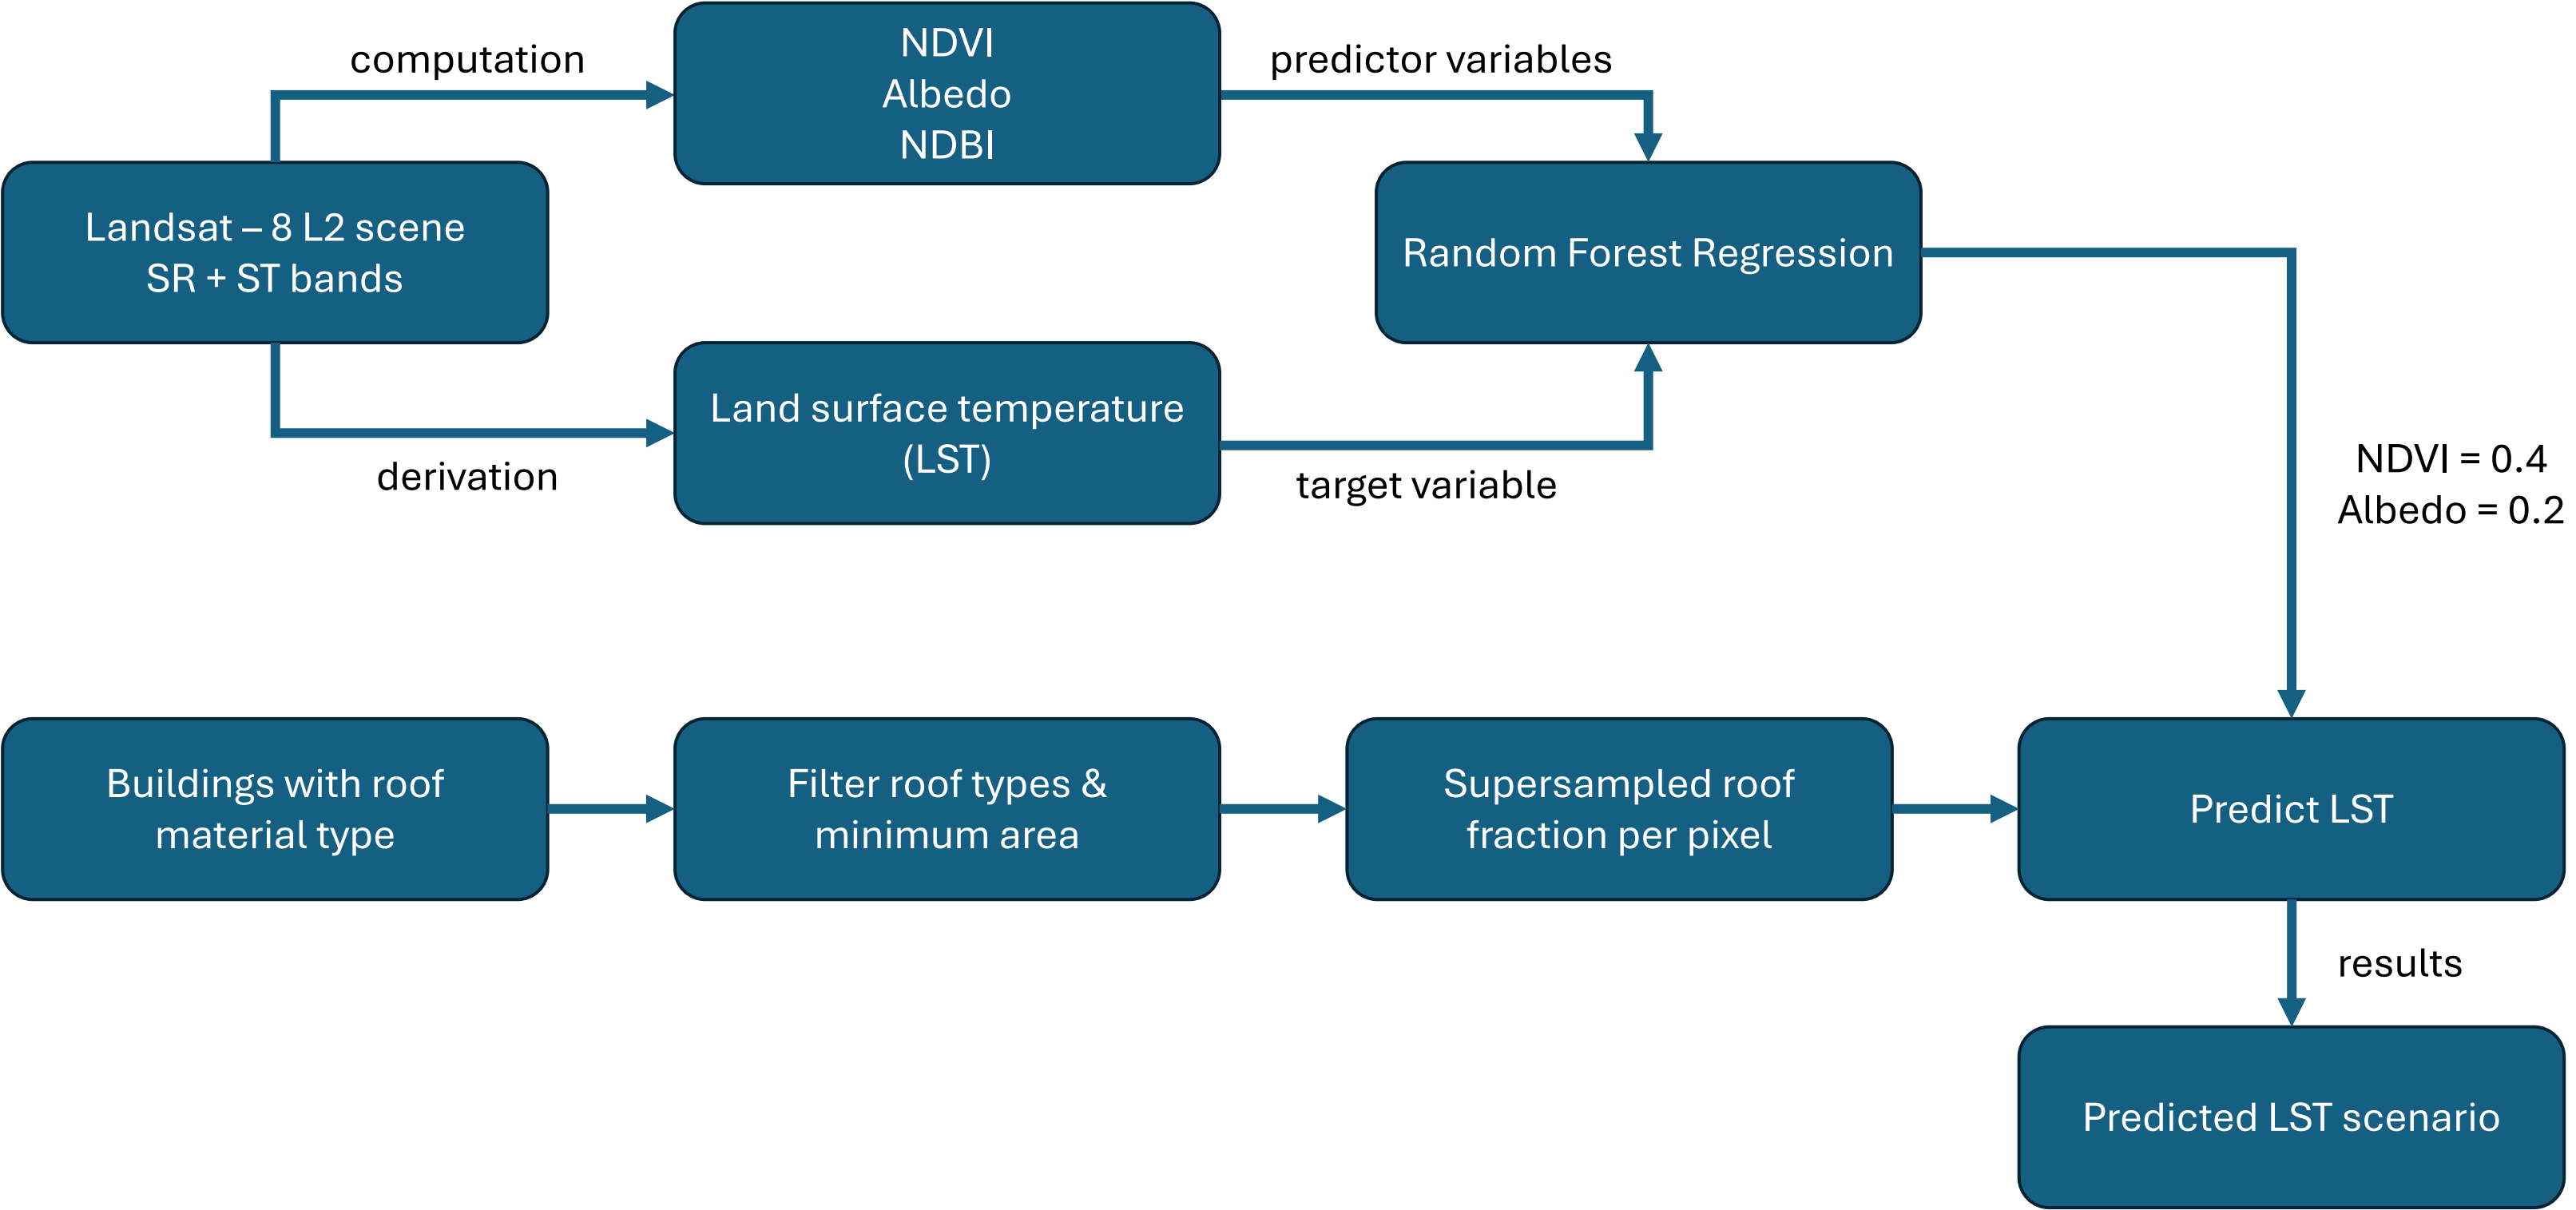 computation
NDVI
Albedo
NDBI
predictor variables
Landsat – 8 L2 scene
SR + ST bands
Random Forest Regression
Land surface temperature
(LST)
derivation
target variable
NDVI = 0.4
Albedo = 0.2
Buildings with roof
material type
Filter roof types &
minimum area
Supersampled roof
fraction per pixel
Predict LST
results
Predicted LST scenario